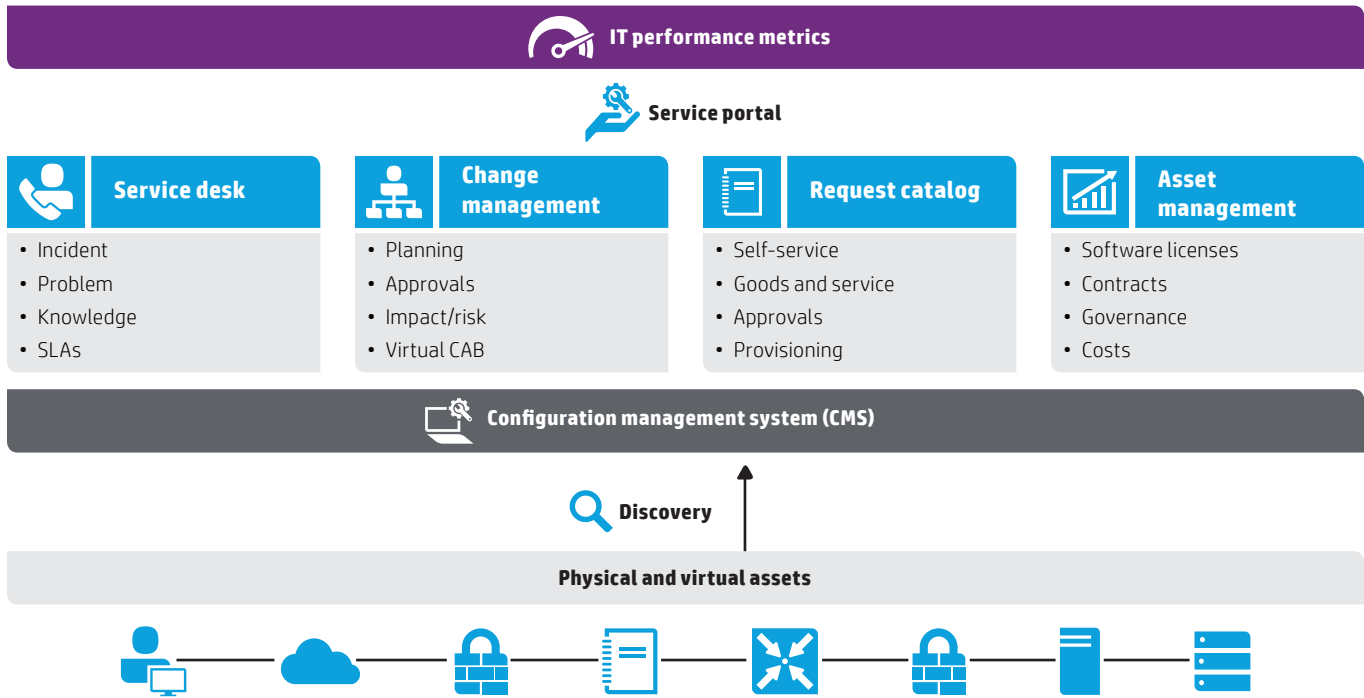 IT performance metrics
Service portal
Service desk
• Incident
• Problem
• Knowledge
• SLAs
Change
management
• Planning
• Approvals
• Impact/risk
• Virtual CAB
Request catalog
• Self-service
• Goods and service
• Approvals
• Provisioning
Asset
management
• Software licenses
• Contracts
• Governance
• Costs
Configuration management system (CMS)
Discovery
Physical and virtual assets